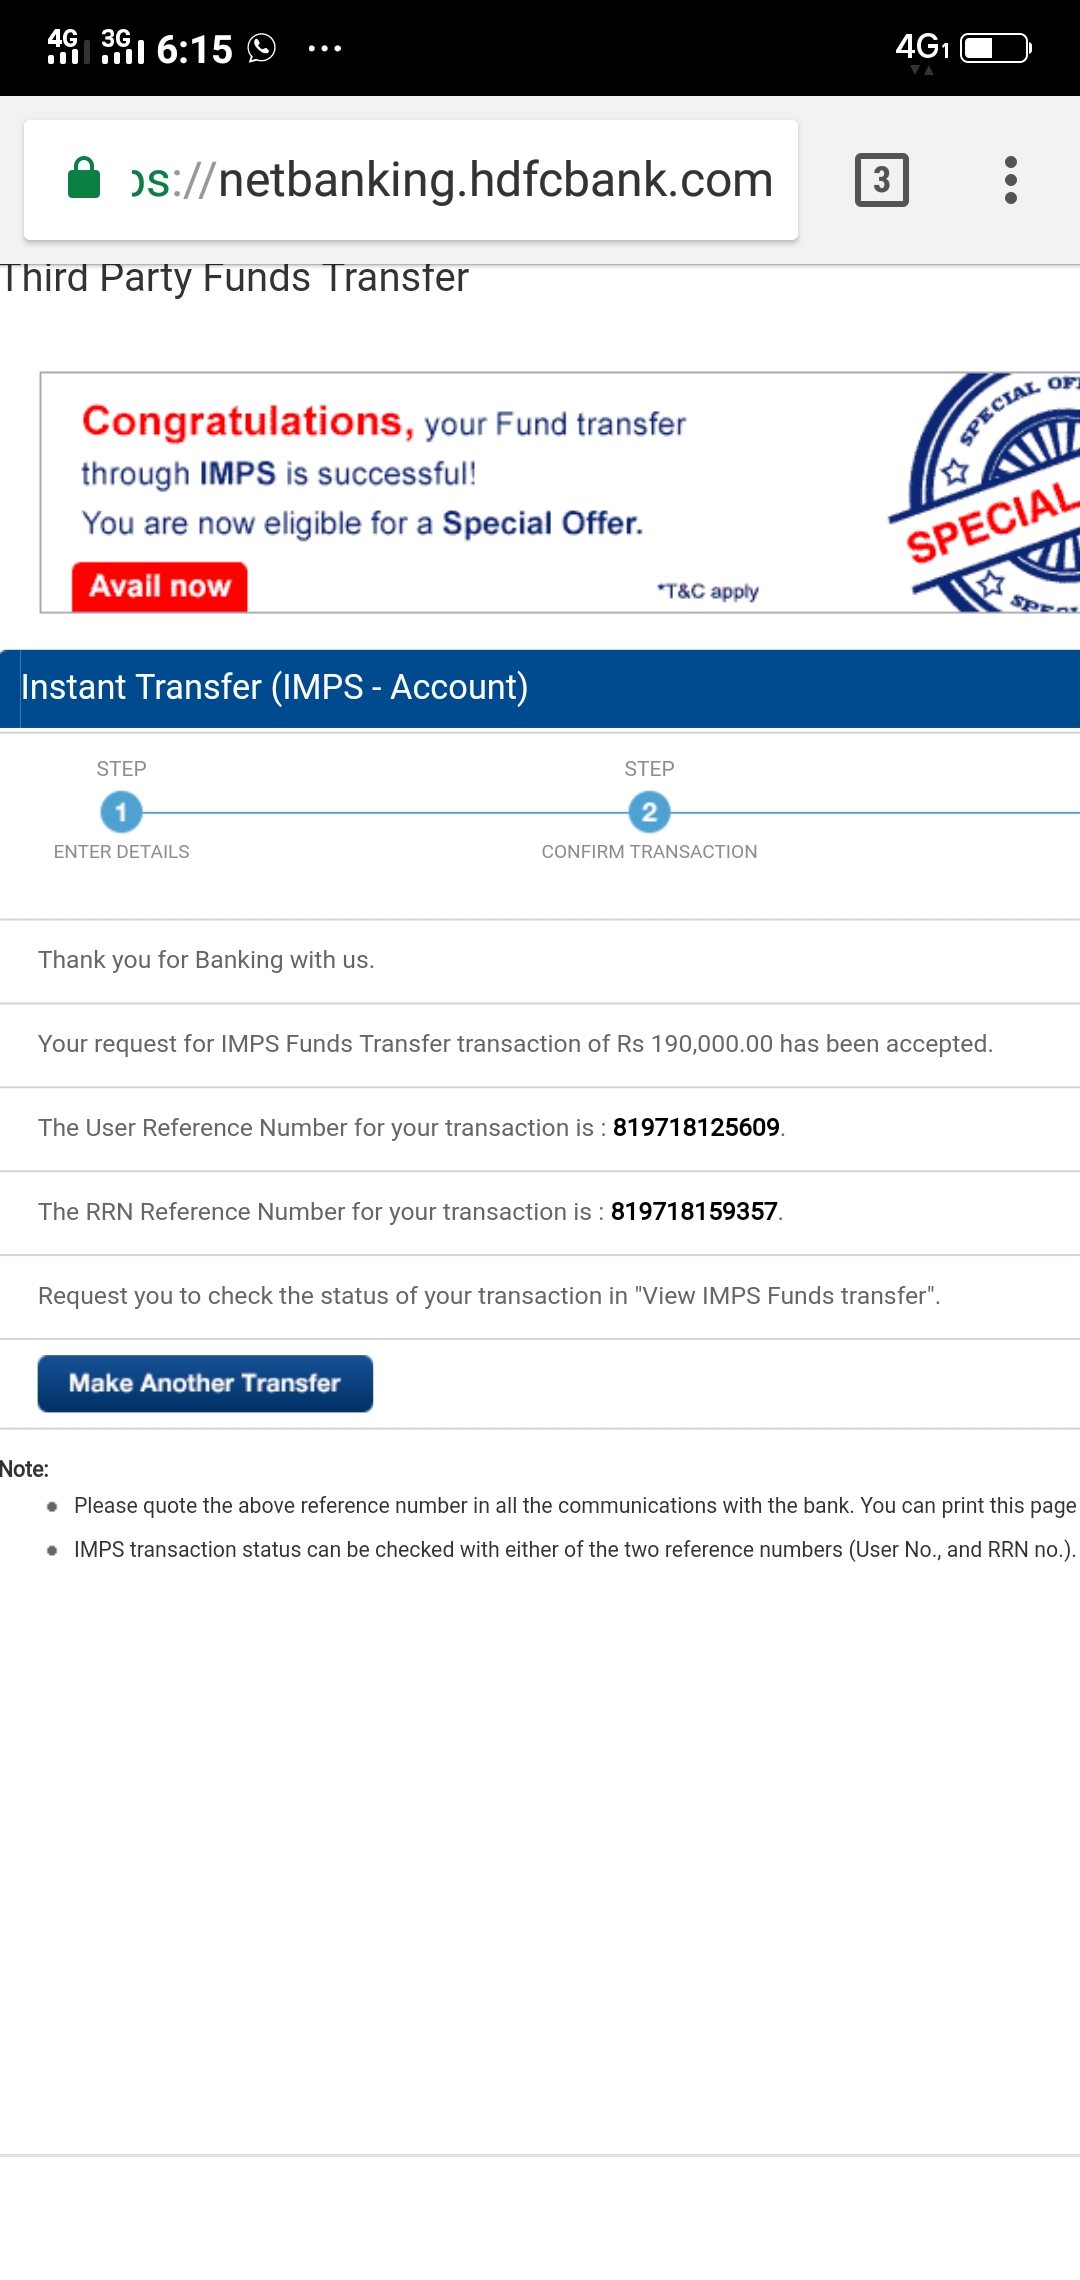 4G 3G 6:15 4G1
ps://netbanking.hdfcbank.com 3
Third Party Funds Transfer
Congratulations, your Fund transfer
through IMPS is successful!
You are now eligible for a Special Offer.
Avail now
*T&C apply
SPECIAL OF
SPECIAL
SPECI
Instant Transfer (IMPS - Account)
STEP STEP
1 2
ENTER DETAILS CONFIRM TRANSACTION
Thank you for Banking with us.
Your request for IMPS Funds Transfer transaction of Rs 190,000.00 has been accepted.
The User Reference Number for your transaction is : 819718125609.
The RRN Reference Number for your transaction is : 819718159357.
Request you to check the status of your transaction in "View IMPS Funds transfer".
Make Another Transfer
Note:
Please quote the above reference number in all the communications with the bank. You can print this page
IMPS transaction status can be checked with either of the two reference numbers (User No., and RRN no.).